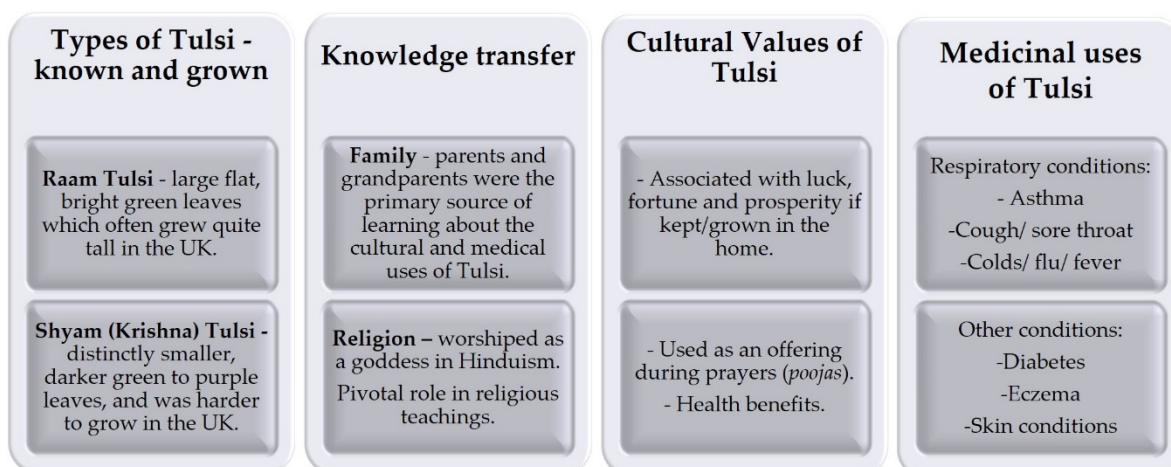 Types of Tulsi -
known and grown
Raam Tulsi - large flat,
bright green leaves
which often grew quite
tall in the UK.
Shyam (Krishna) Tulsi -
distinctly smaller,
darker green to purple
leaves, and was harder
to grow in the UK.
Knowledge transfer
Family - parents and
grandparents were the
primary source of
learning about the
cultural and medical
uses of Tulsi.
Religion – worshiped as
a goddess in Hinduism.
Pivotal role in religious
teachings.
Cultural Values of
Tulsi
- Associated with luck,
fortune and prosperity if
kept/grown in the
home.
- Used as an offering
during prayers (poojas).
- Health benefits.
Medicinal uses
of Tulsi
Respiratory conditions:
- Asthma
-Cough/ sore throat
-Colds/ flu/ fever
Other conditions:
-Diabetes
-Eczema
-Skin conditions